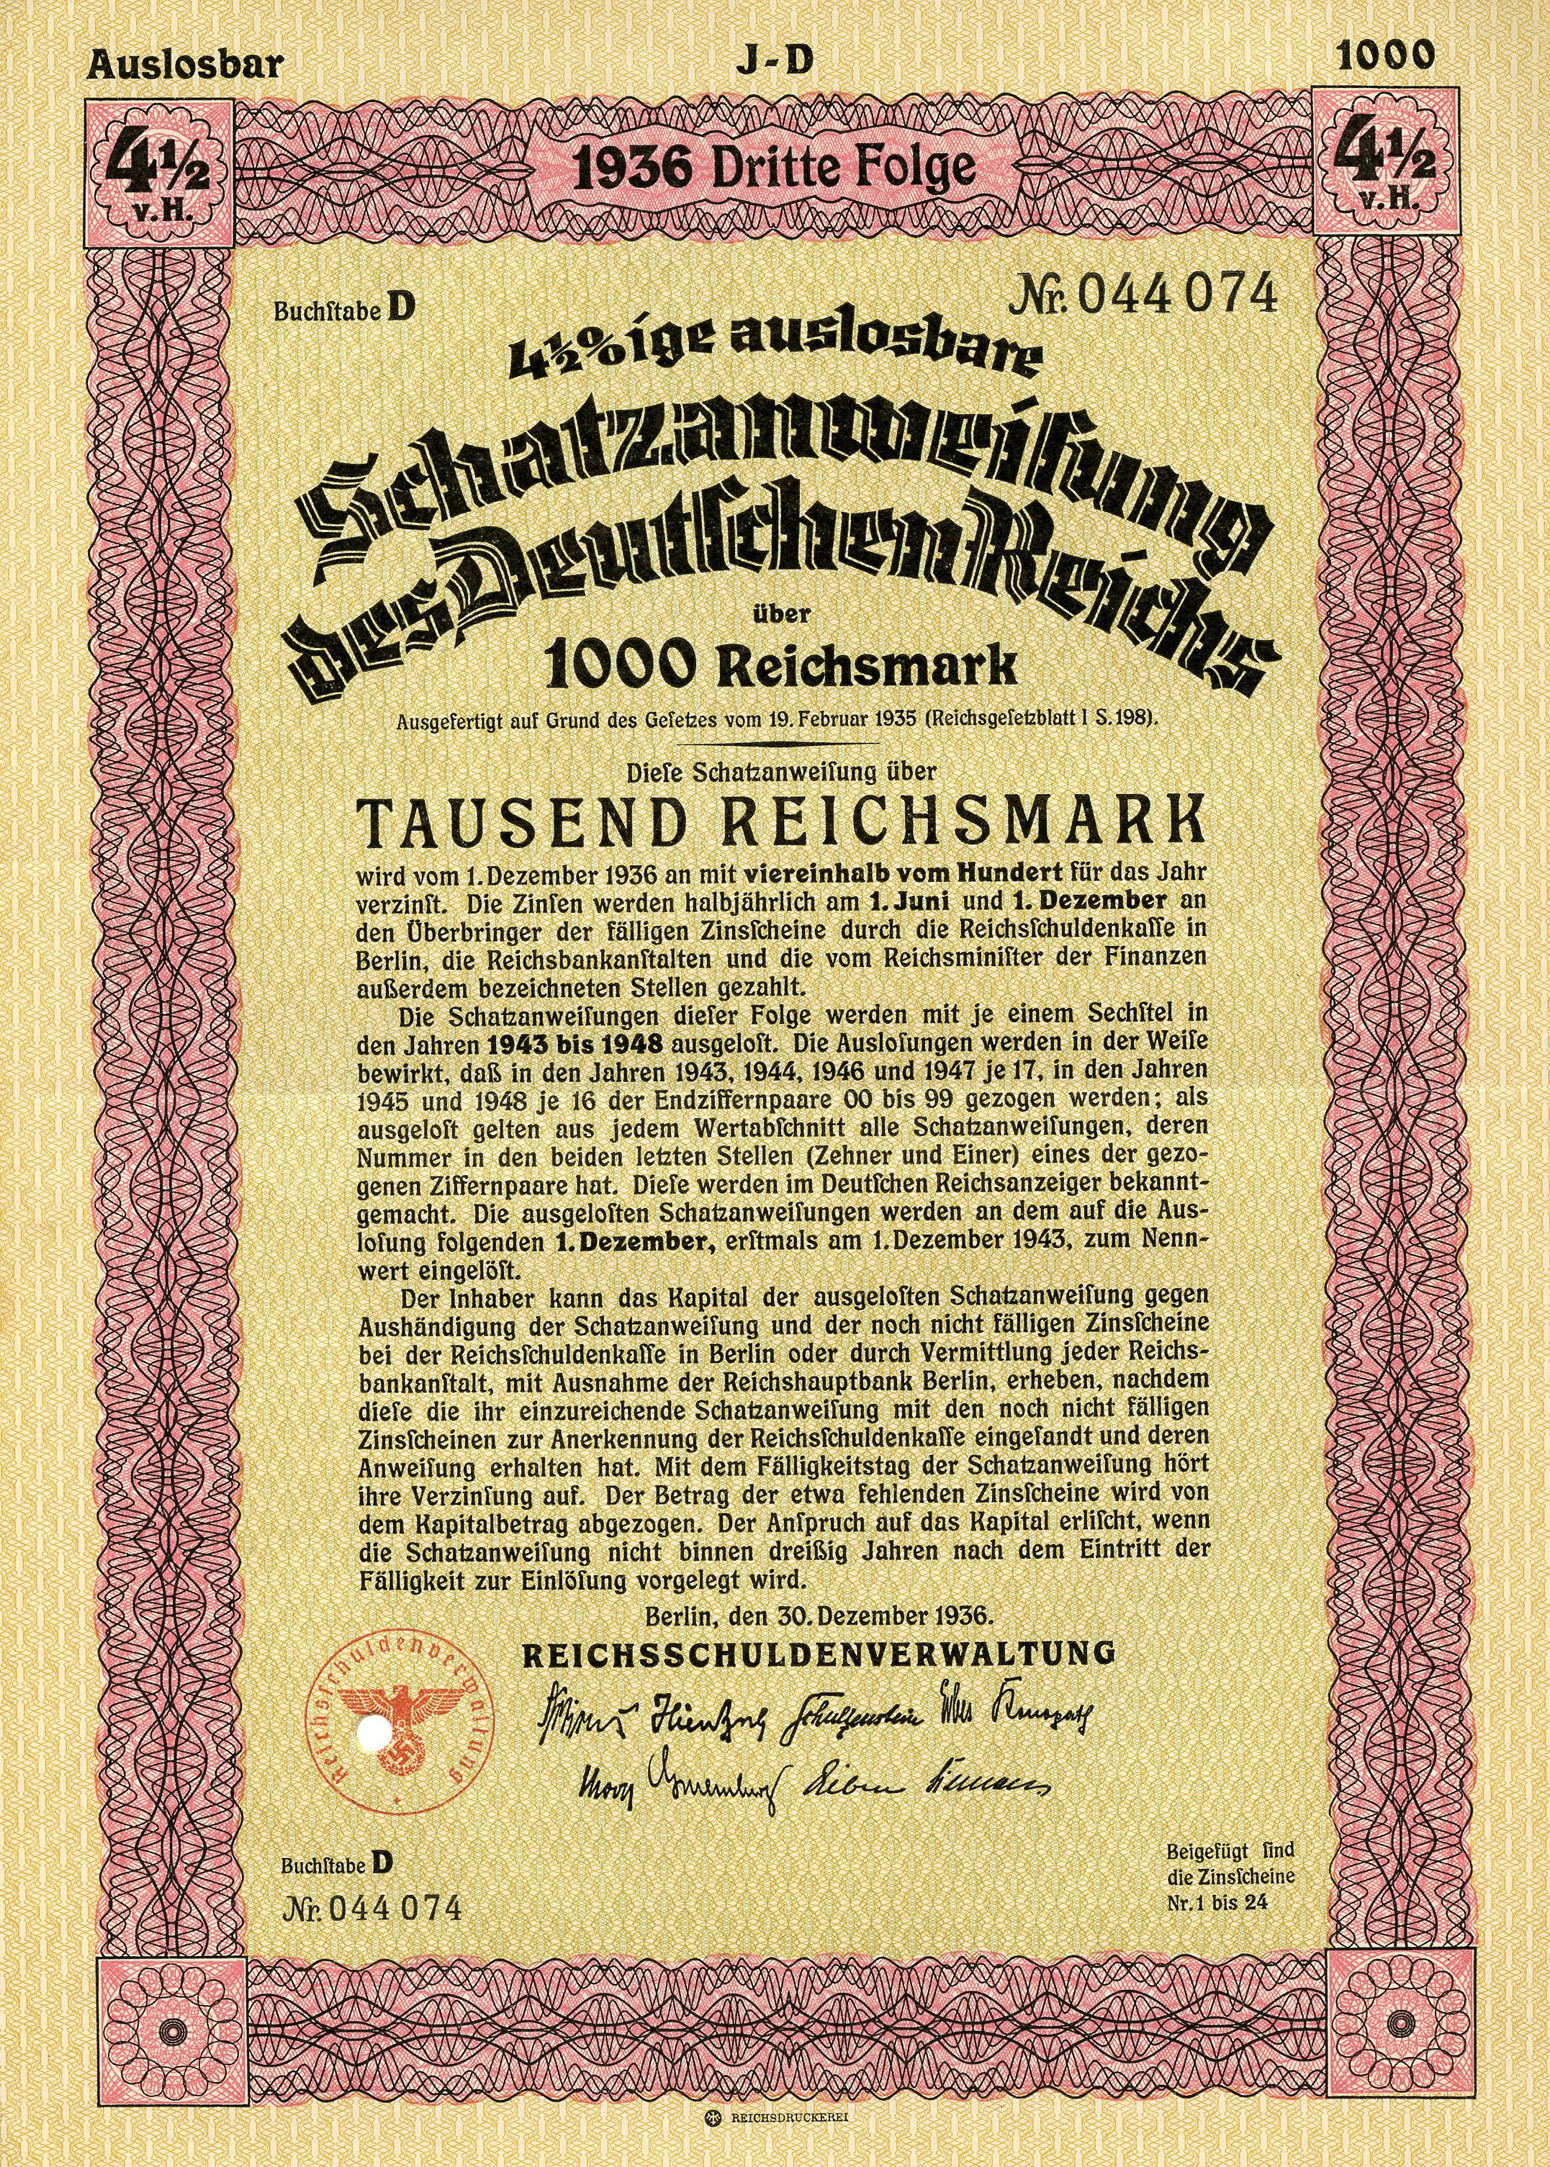 Auslosbar J-D 1000
4½ v.H. 1936 Dritte Folge 4½ v.H.
Buchſtabe D Nr. 044 074
4½%ige auslosbare
Schatzanweiſung
des Deutſchen Reichs
über
1000 Reichsmark
Ausgefertigt auf Grund des Geſetzes vom 19. Februar 1935 (Reichsgeſetzblatt I S. 198).
Dieſe Schatzanweiſung über
TAUSEND REICHSMARK
wird vom 1. Dezember 1936 an mit viereinhalb vom Hundert für das Jahr
verzinſt. Die Zinſen werden halbjährlich am 1. Juni und 1. Dezember an
den Überbringer der fälligen Zinsſcheine durch die Reichsſchuldenkaſſe in
Berlin, die Reichsbankanſtalten und die vom Reichsminiſter der Finanzen
außerdem bezeichneten Stellen gezahlt.
Die Schatzanweiſungen dieſer Folge werden mit je einem Sechſtel in
den Jahren 1943 bis 1948 ausgeloſt. Die Ausloſungen werden in der Weiſe
bewirkt, daß in den Jahren 1943, 1944, 1946 und 1947 je 17, in den Jahren
1945 und 1948 je 16 der Endziffernpaare 00 bis 99 gezogen werden; als
ausgeloſt gelten aus jedem Wertabſchnitt alle Schatzanweiſungen, deren
Nummer in den beiden letzten Stellen (Zehner und Einer) eines der gezo-
genen Ziffernpaare hat. Dieſe werden im Deutſchen Reichsanzeiger bekannt-
gemacht. Die ausgeloſten Schatzanweiſungen werden an dem auf die Aus-
loſung folgenden 1. Dezember, erſtmals am 1. Dezember 1943, zum Nenn-
wert eingelöſt.
Der Inhaber kann das Kapital der ausgeloſten Schatzanweiſung gegen
Aushändigung der Schatzanweiſung und der noch nicht fälligen Zinsſcheine
bei der Reichsſchuldenkaſſe in Berlin oder durch Vermittlung jeder Reichs-
bankanſtalt, mit Ausnahme der Reichshauptbank Berlin, erheben, nachdem
dieſe die ihr einzureichende Schatzanweiſung mit den noch nicht fälligen
Zinsſcheinen zur Anerkennung der Reichsſchuldenkaſſe eingeſandt und deren
Anweiſung erhalten hat. Mit dem Fälligkeitstag der Schatzanweiſung hört
ihre Verzinſung auf. Der Betrag der etwa fehlenden Zinsſcheine wird von
dem Kapitalbetrag abgezogen. Der Anſpruch auf das Kapital erliſcht, wenn
die Schatzanweiſung nicht binnen dreißig Jahren nach dem Eintritt der
Fälligkeit zur Einlöſung vorgelegt wird.
Berlin, den 30. Dezember 1936.
REICHSSCHULDENVERWALTUNG
Reichsſchuldenverwaltung
Buchſtabe D
Nr. 044 074
Beigefügt ſind
die Zinsſcheine
Nr. 1 bis 24
REICHSDRUCKEREI